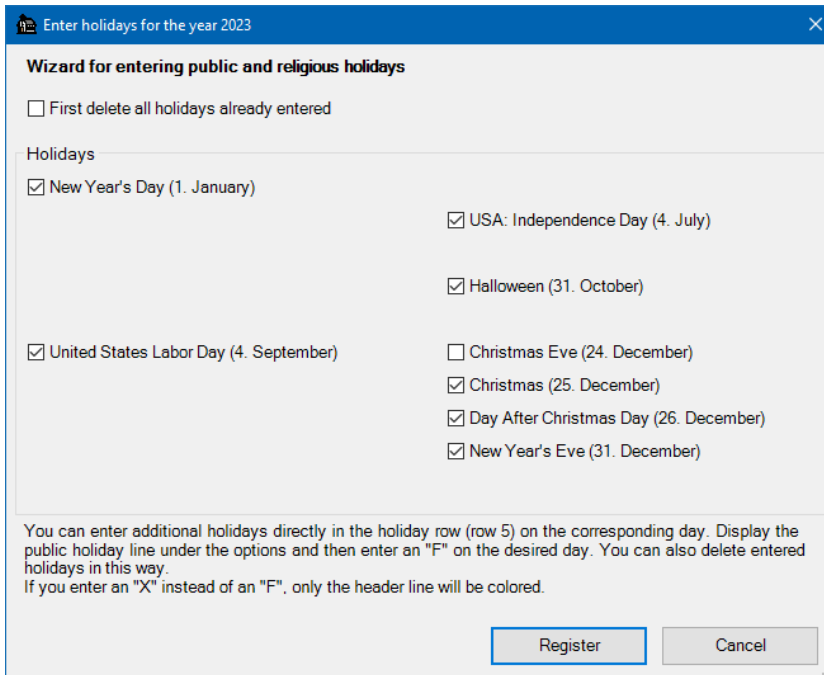 Enter holidays for the year 2023
Wizard for entering public and religious holidays
First delete all holidays already entered
Holidays
New Year's Day (1. January)
USA: Independence Day (4. July)
Halloween (31. October)
United States Labor Day (4. September)
Christmas Eve (24. December)
Christmas (25. December)
Day After Christmas Day (26. December)
New Year's Eve (31. December)
You can enter additional holidays directly in the holiday row (row 5) on the corresponding day. Display the
public holiday line under the options and then enter an "F" on the desired day. You can also delete entered
holidays in this way.
If you enter an "X" instead of an "F", only the header line will be colored.
Register
Cancel